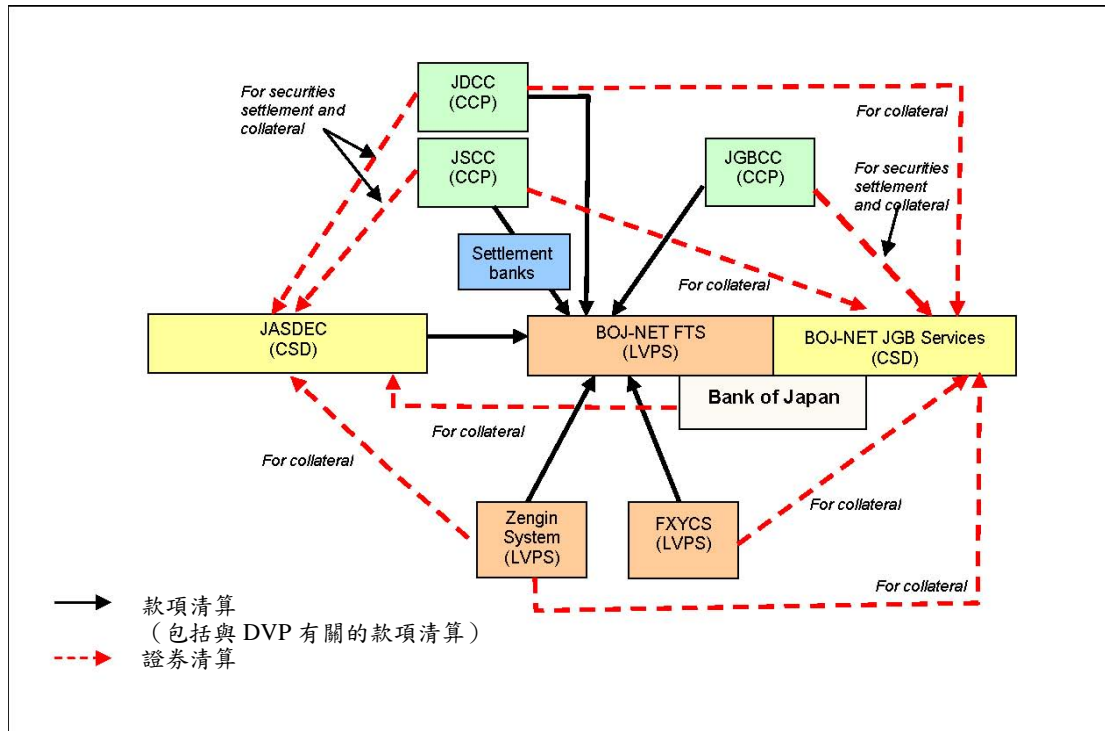 JDCC
(CCP)
For securities
settlement and
collateral
For collateral
JSCC
(CCP)
JGBCC
(CCP)
For securities
settlement
and collateral
Settlement
banks
For collateral
JASDEC
(CSD)
BOJ-NET FTS
(LVPS)
BOJ-NET JGB Services
(CSD)
Bank of Japan
For collateral
For collateral
For collateral
Zengin
System
(LVPS)
FXYCS
(LVPS)
For collateral
款項清算
（包括與 DVP 有關的款項清算）
證券清算